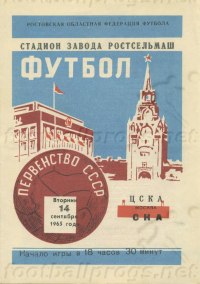 РОСТОВСКАЯ ОБЛАСТНАЯ ФЕДЕРАЦИЯ ФУТБОЛА
СТАДИОН ЗАВОДА РОСТСЕЛЬМАШ
ФУТБОЛ
ПЕРВЕНСТВО СССР
Вторник
14
сентября
1965 года
ЦСКА
МОСКВА
СКА
Начало игры в 18 часов 30 минут
footballprogs.net